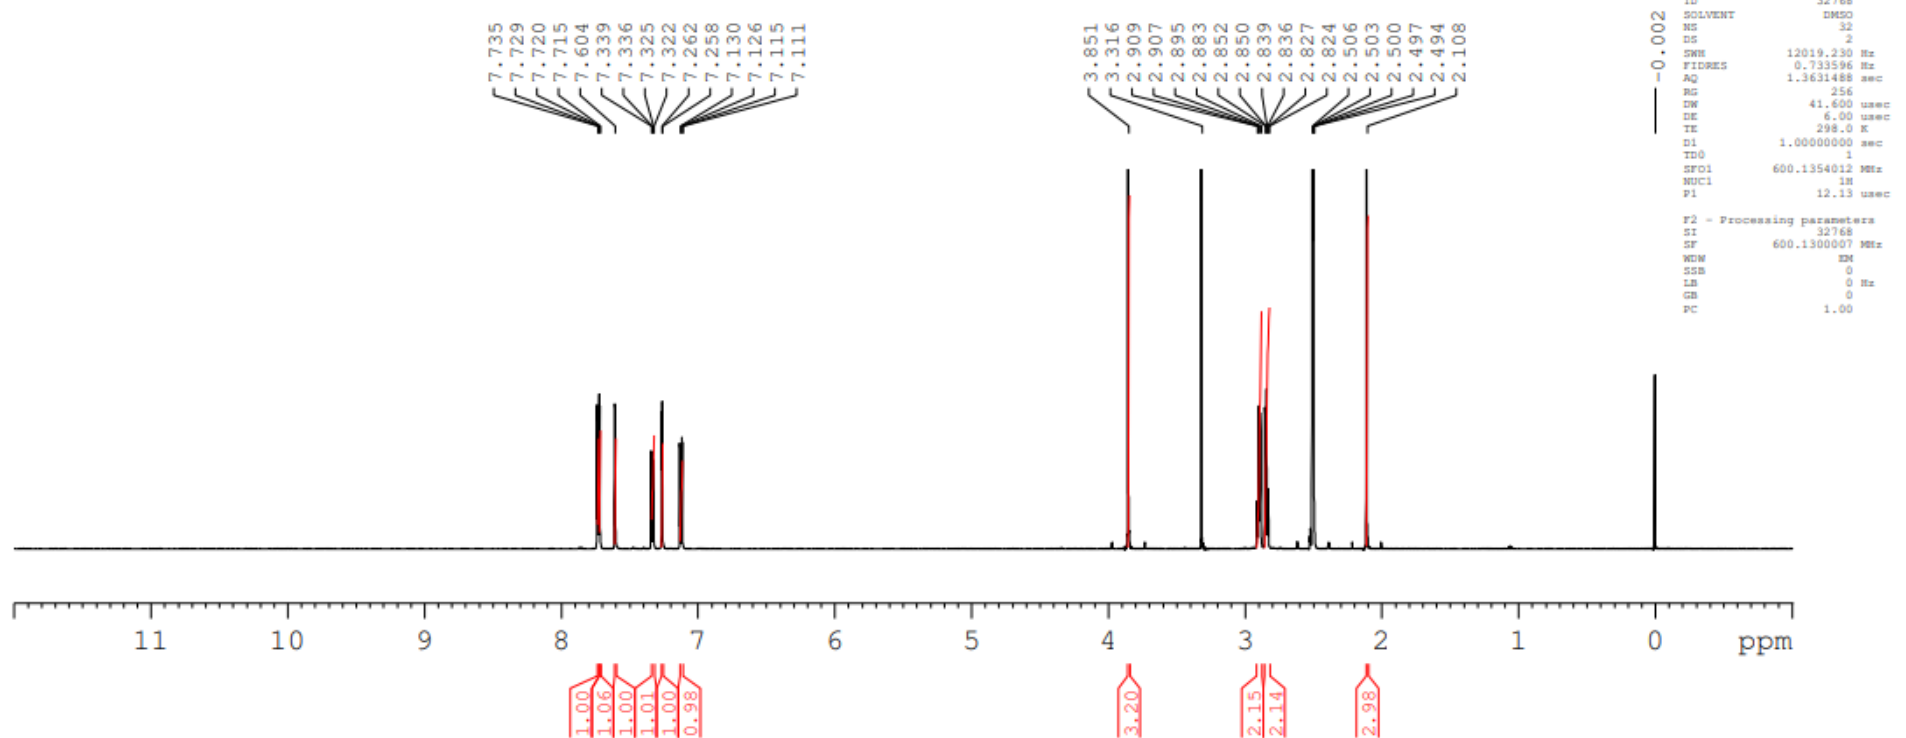 7.735
7.729
7.720
7.715
7.604
7.339
7.336
7.325
7.322
7.262
7.258
7.130
7.126
7.115
7.111
3.851
3.316
2.909
2.907
2.895
2.883
2.852
2.850
2.839
2.836
2.827
2.824
2.506
2.503
2.500
2.497
2.494
2.108
-0.002
TD 32768
SOLVENT DMSO
NS 32
DS 2
SWH 12019.230 Hz
FIDRES 0.733596 Hz
AQ 1.3631488 sec
RG 256
DW 41.600 usec
DE 6.00 usec
TE 298.0 K
D1 1.00000000 sec
TD0 1
SFO1 600.1354012 MHz
NUC1 1H
P1 12.13 usec
F2 - Processing parameters
SI 32768
SF 600.1300007 MHz
WDW EM
SSB 0
LB 0 Hz
GB 0
PC 1.00
11 10 9 8 7 6 5 4 3 2 1 0 ppm
1.00
1.06
1.00
1.01
1.00
0.98
3.20
2.15
2.14
2.98